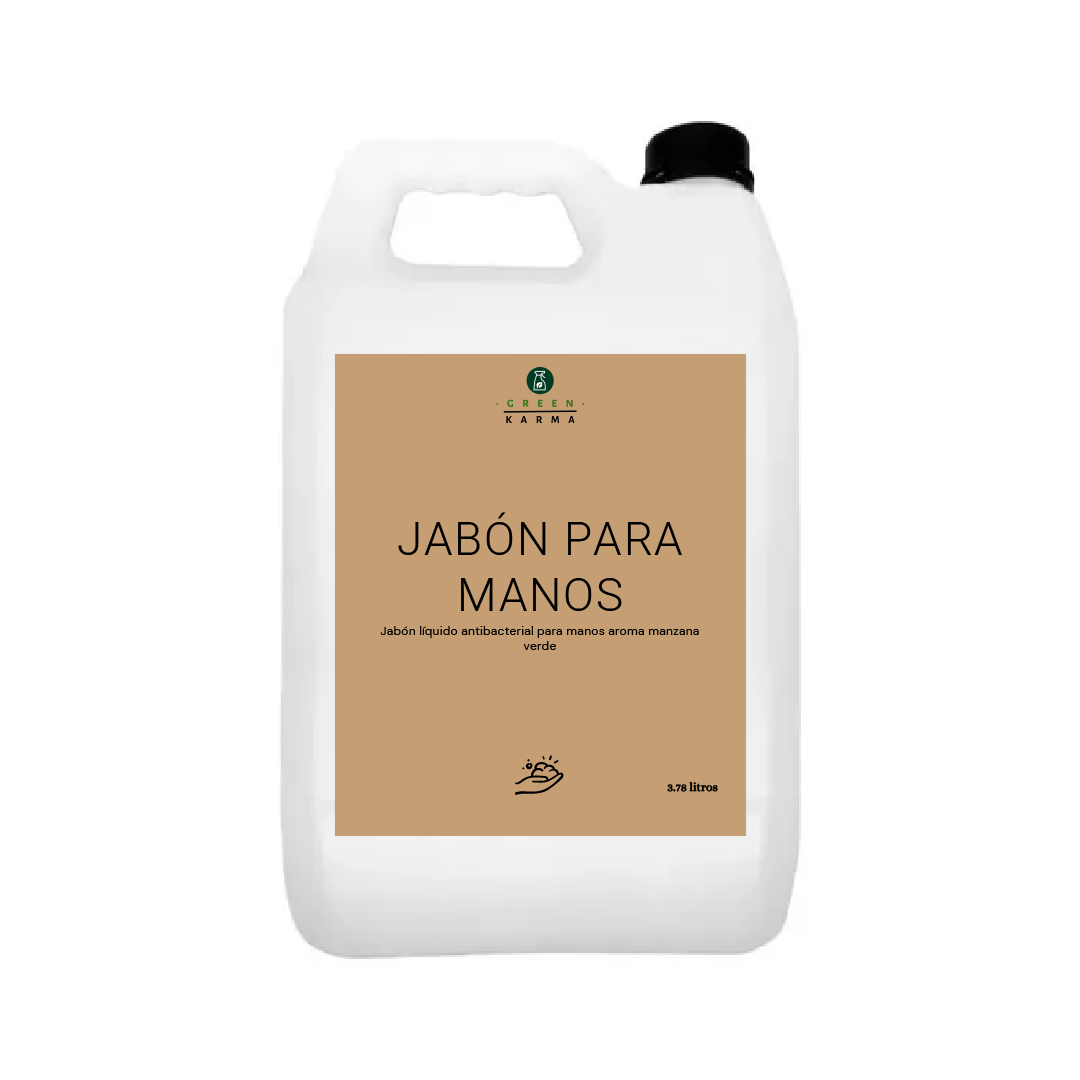 · GREEN ·
KARMA
JABÓN PARA
MANOS
Jabón líquido antibacterial para manos aroma manzana
verde
3.78 litros